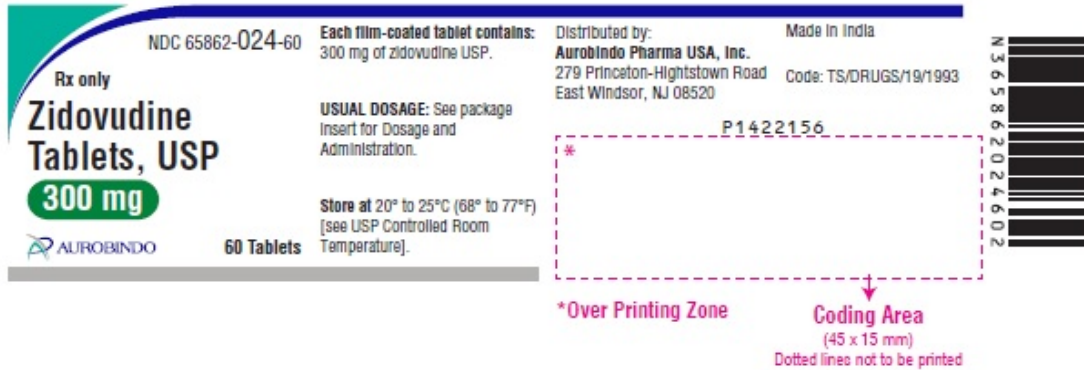 NDC 65862-024-60
Rx only
Zidovudine
Tablets, USP
300 mg
AUROBINDO
60 Tablets
Each film-coated tablet contains:
300 mg of zidovudine USP.
USUAL DOSAGE: See package
insert for Dosage and
Administration.
Store at 20° to 25°C (68° to 77°F)
[see USP Controlled Room
Temperature].
Distributed by:
Aurobindo Pharma USA, Inc.
279 Princeton-Hightstown Road
East Windsor, NJ 08520
Made in India
Code: TS/DRUGS/19/1993
P1422156
*
*Over Printing Zone
Coding Area
(45 x 15 mm)
Dotted lines not to be printed
N365862024602